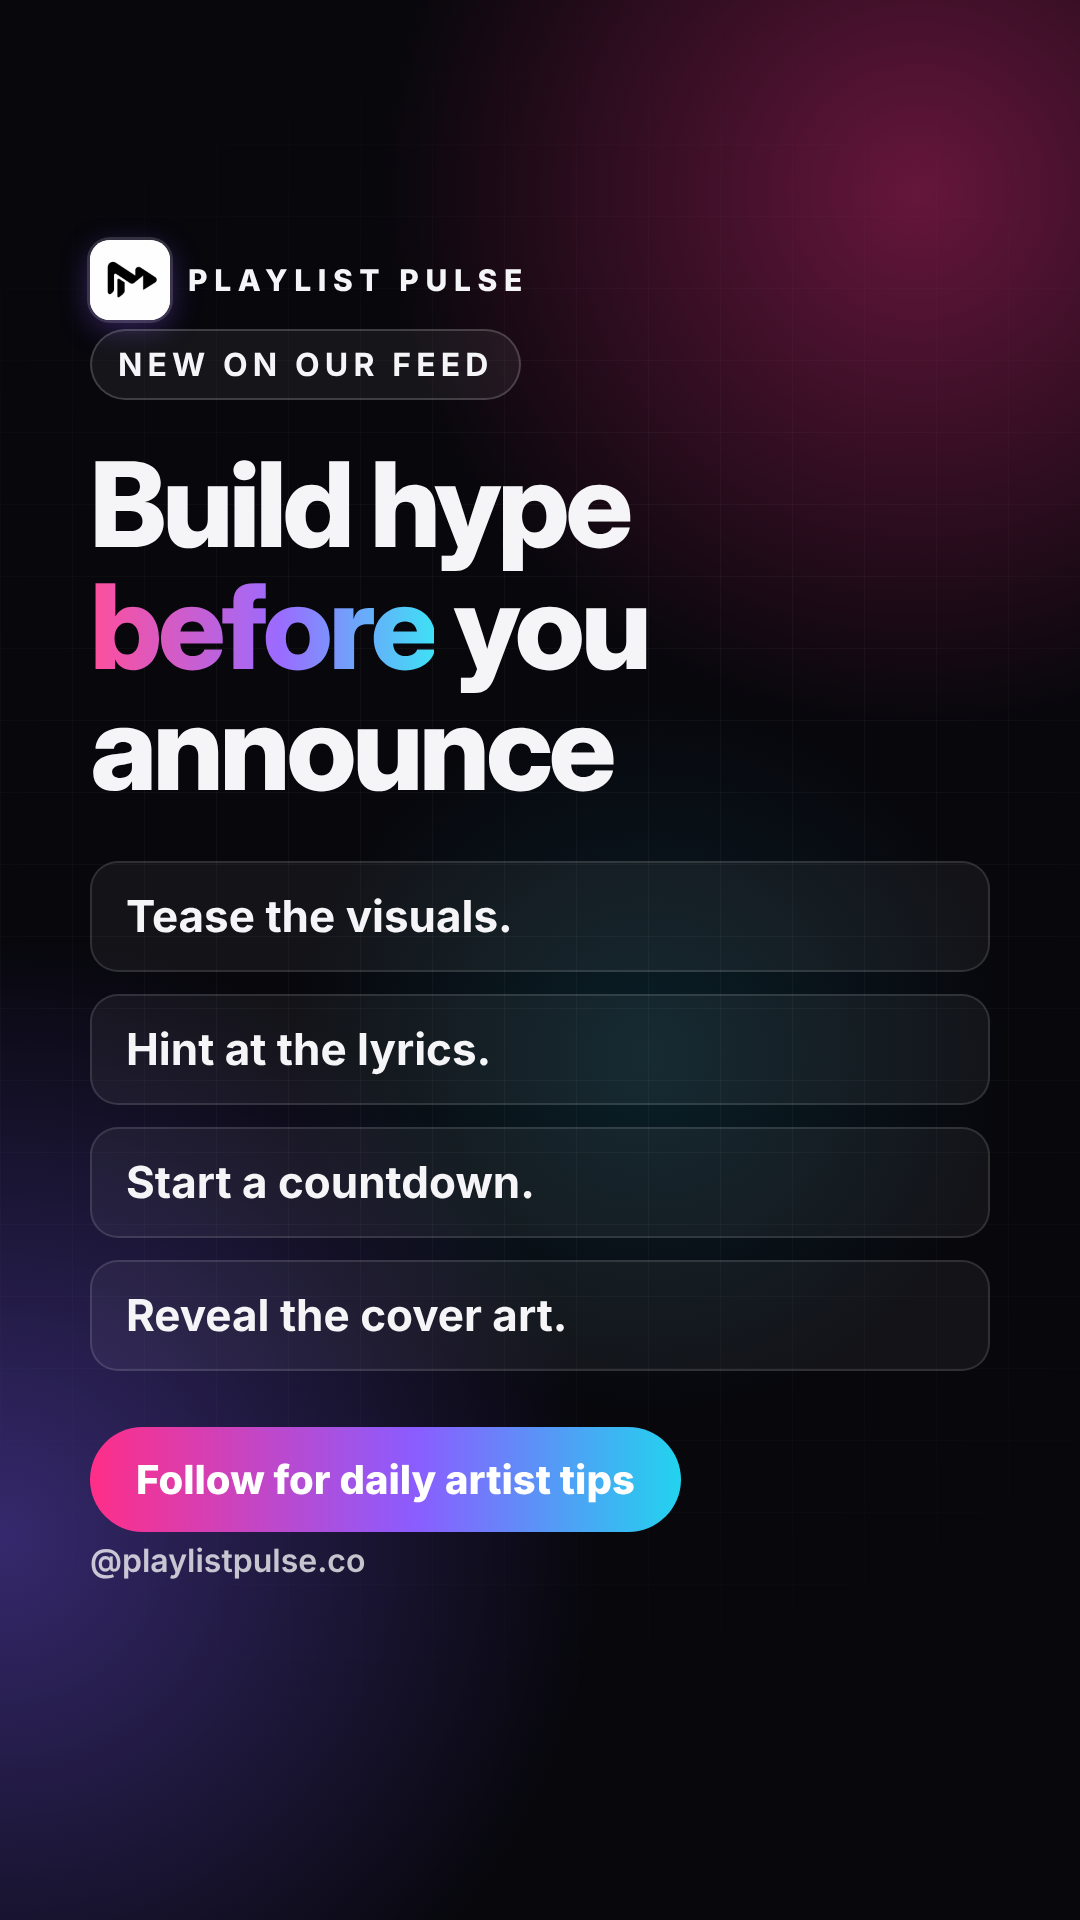 PLAYLIST PULSE
NEW ON OUR FEED
Build hype
before you
announce
Tease the visuals.
Hint at the lyrics.
Start a countdown.
Reveal the cover art.
Follow for daily artist tips
@playlistpulse.co